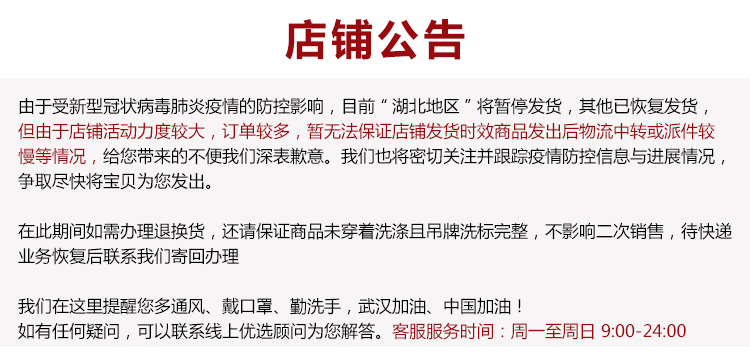 店铺公告
由于受新型冠状病毒肺炎疫情的防控影响，目前“湖北地区”将暂停发货，其他已恢复发货，
但由于店铺活动力度较大，订单较多，暂无法保证店铺发货时效商品发出后物流中转或派件较
慢等情况，给您带来的不便我们深表歉意。我们也将密切关注并跟踪疫情防控信息与进展情况，
争取尽快将宝贝为您发出。
在此期间如需办理退换货，还请保证商品未穿着洗涤且吊牌洗标完整，不影响二次销售，待快递
业务恢复后联系我们寄回办理
我们在这里提醒您多通风、戴口罩、勤洗手，武汉加油、中国加油！
如有任何疑问，可以联系线上优选顾问为您解答。客服服务时间：周一至周日 9:00-24:00